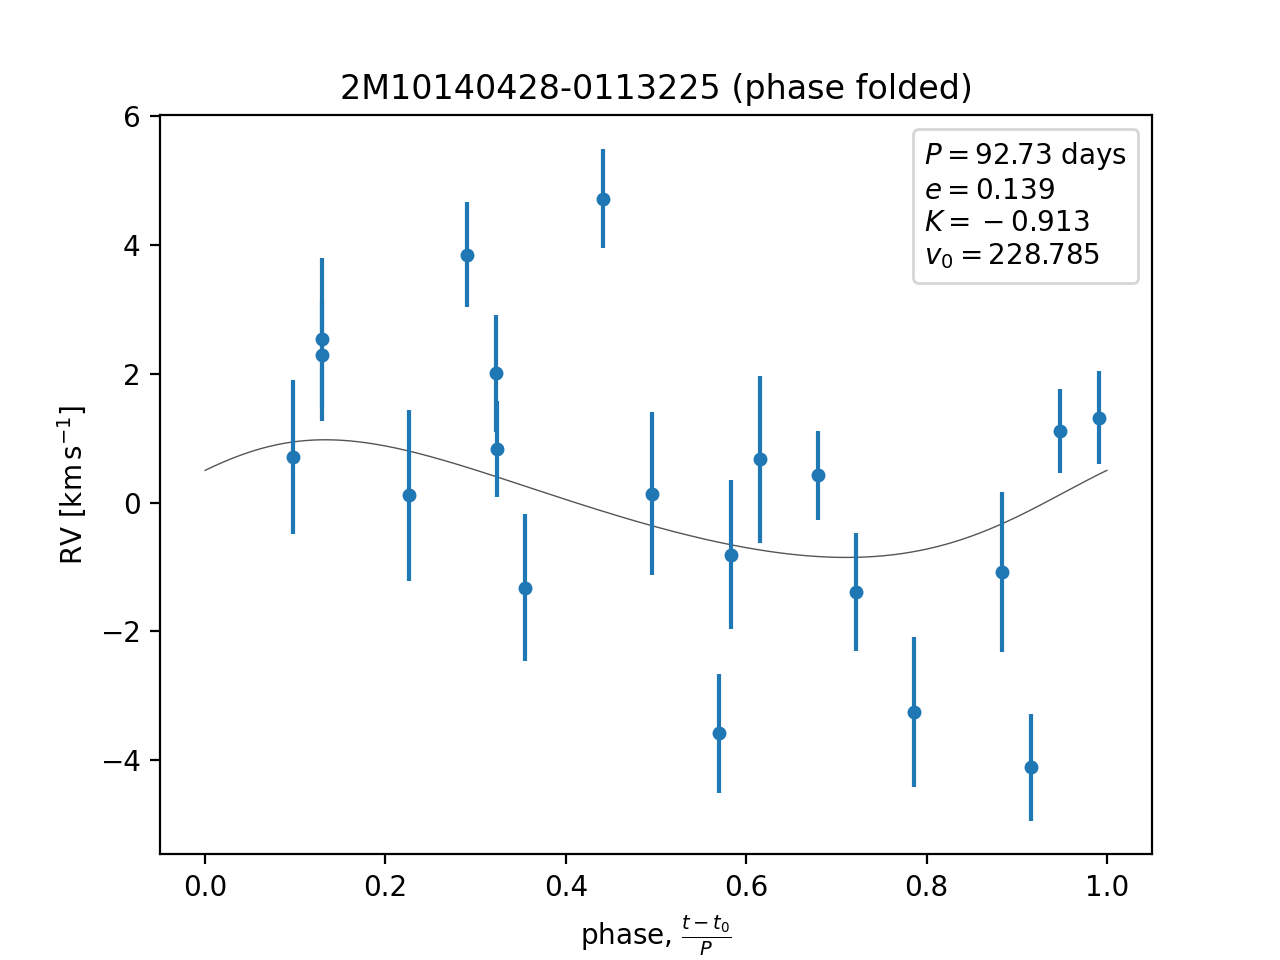 2M10140428-0113225 (phase folded)
P = 92.73 days
e = 0.139
K = −0.913
v₀ = 228.785
RV [km s⁻¹]
6
4
2
0
−2
−4
0.0 0.2 0.4 0.6 0.8 1.0
phase, (t − t₀)/P